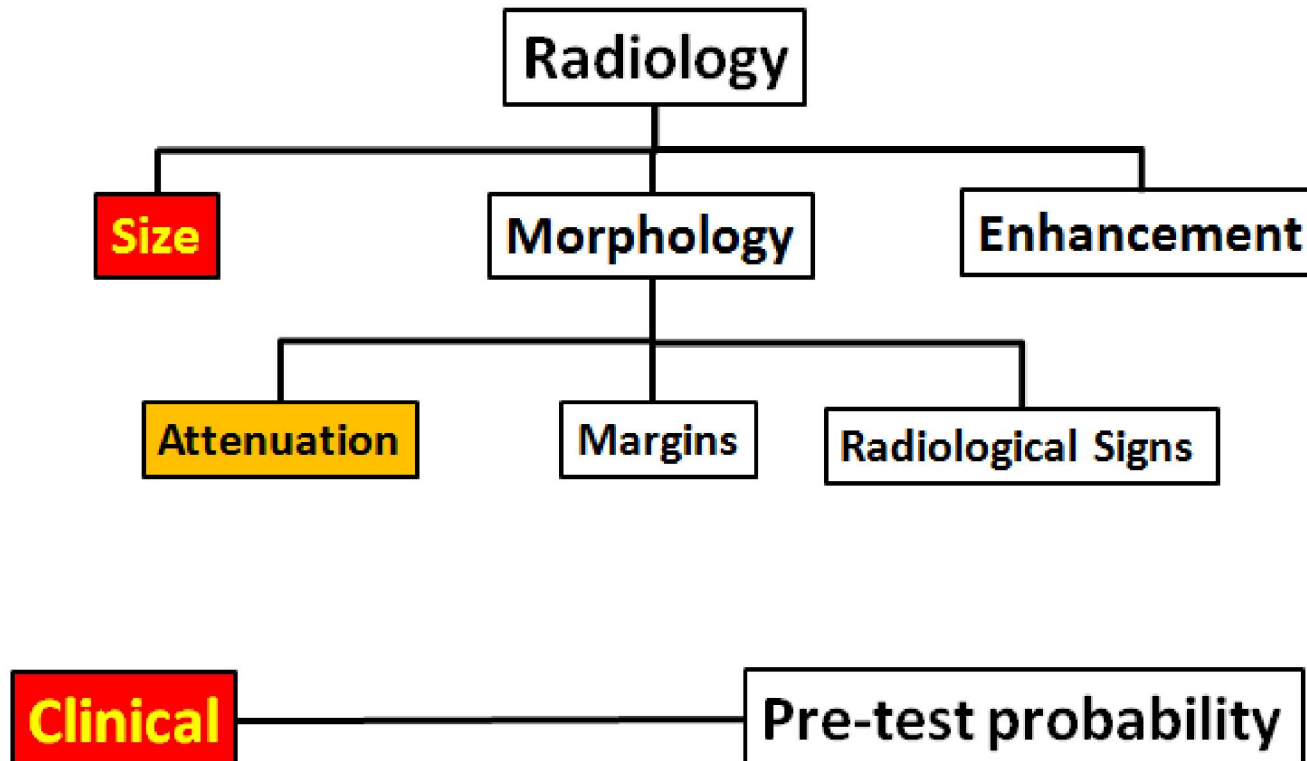 Radiology
Size
Morphology
Enhancement
Attenuation
Margins
Radiological Signs
Clinical
Pre-test probability